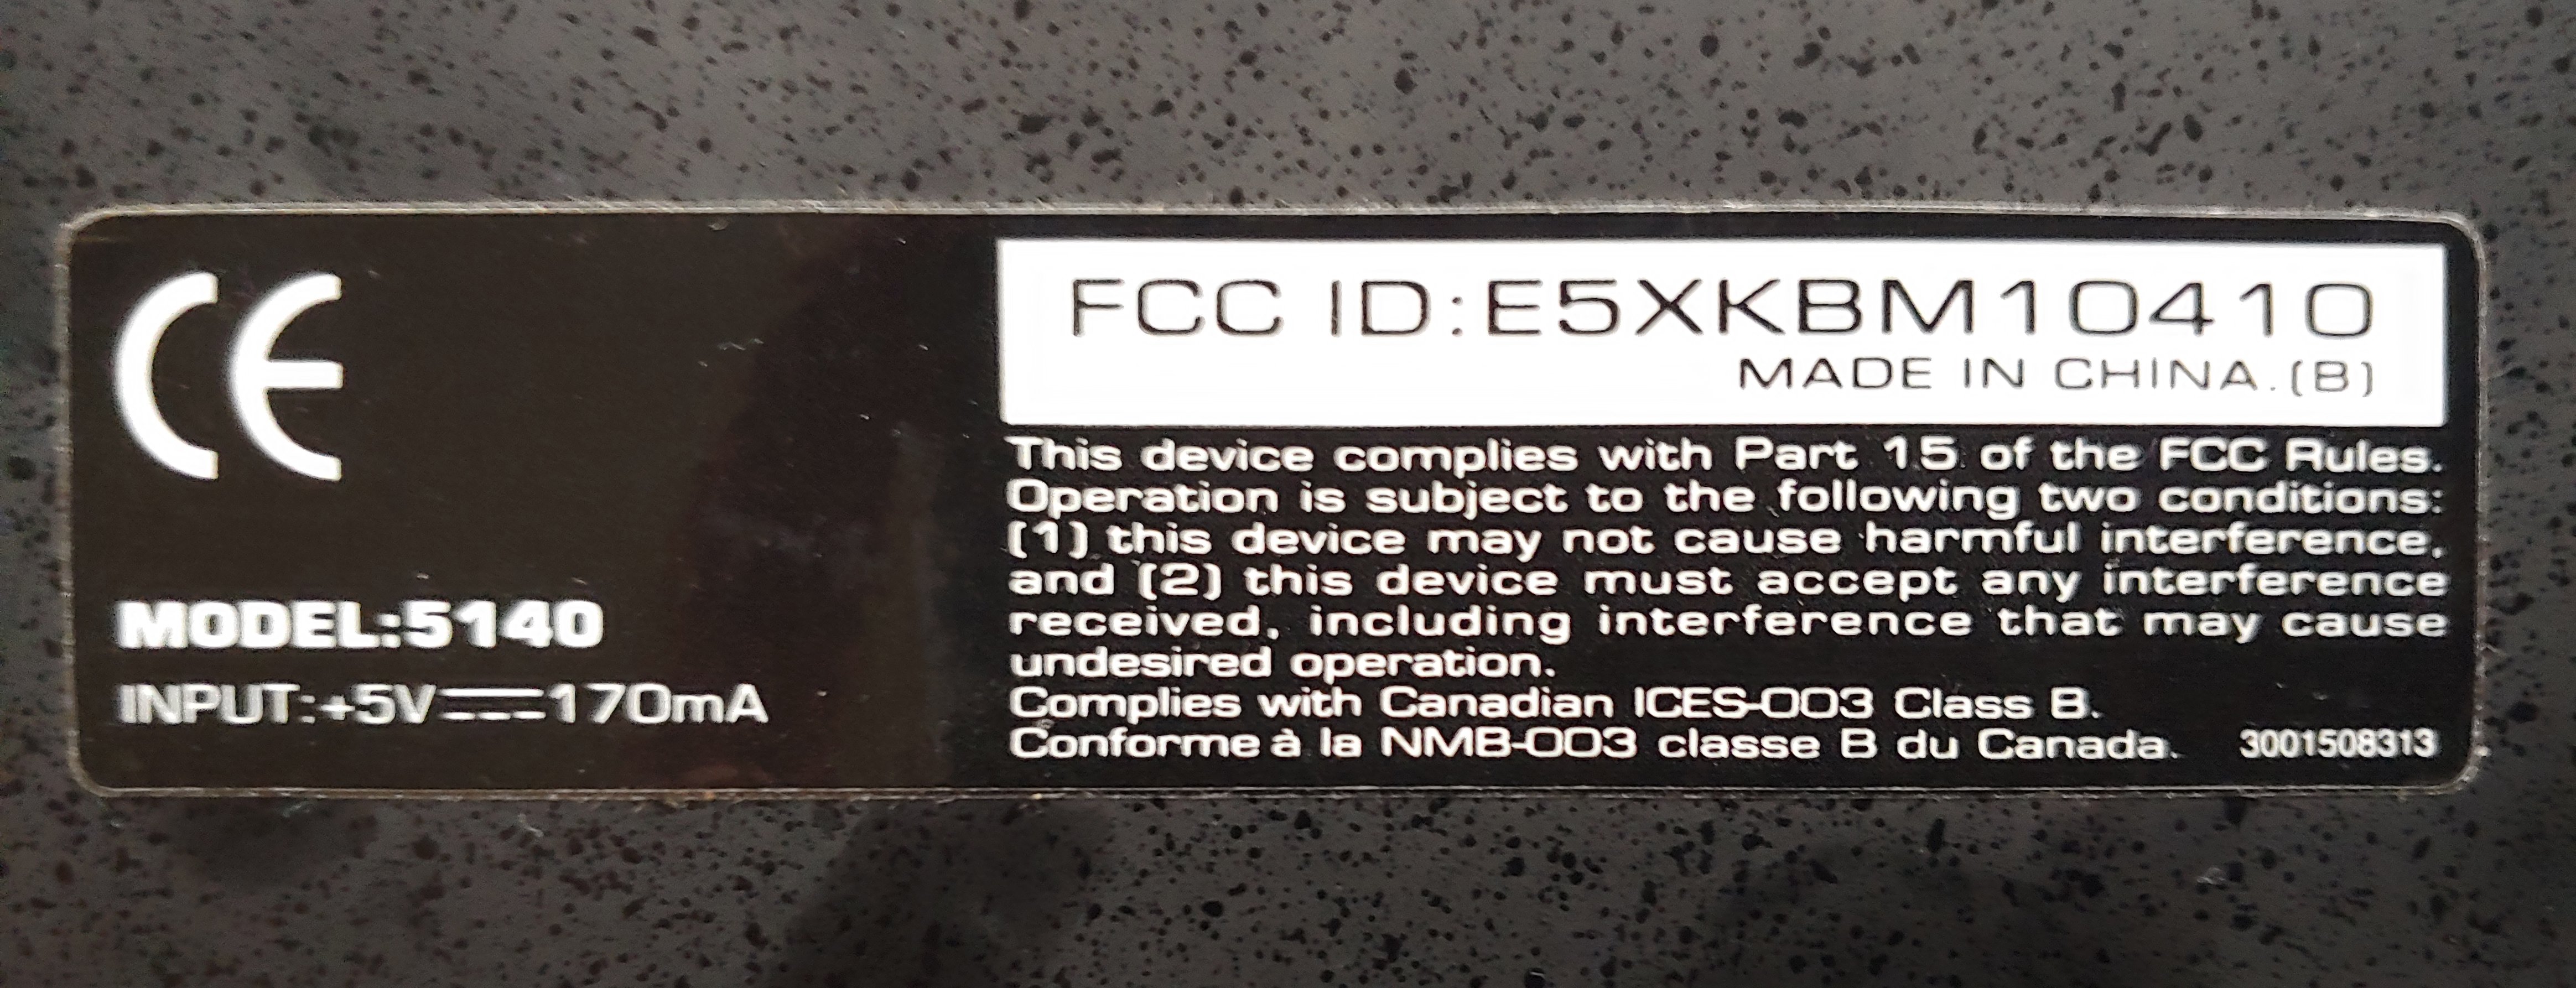 CE
FCC ID:E5XKBM10410
MADE IN CHINA.(B)
This device complies with Part 15 of the FCC Rules.
Operation is subject to the following two conditions:
(1) this device may not cause harmful interference,
and (2) this device must accept any interference
received, including interference that may cause
undesired operation.
Complies with Canadian ICES-003 Class B.
Conforme à la NMB-003 classe B du Canada.
3001508313
MODEL:5140
INPUT:+5V⎓170mA